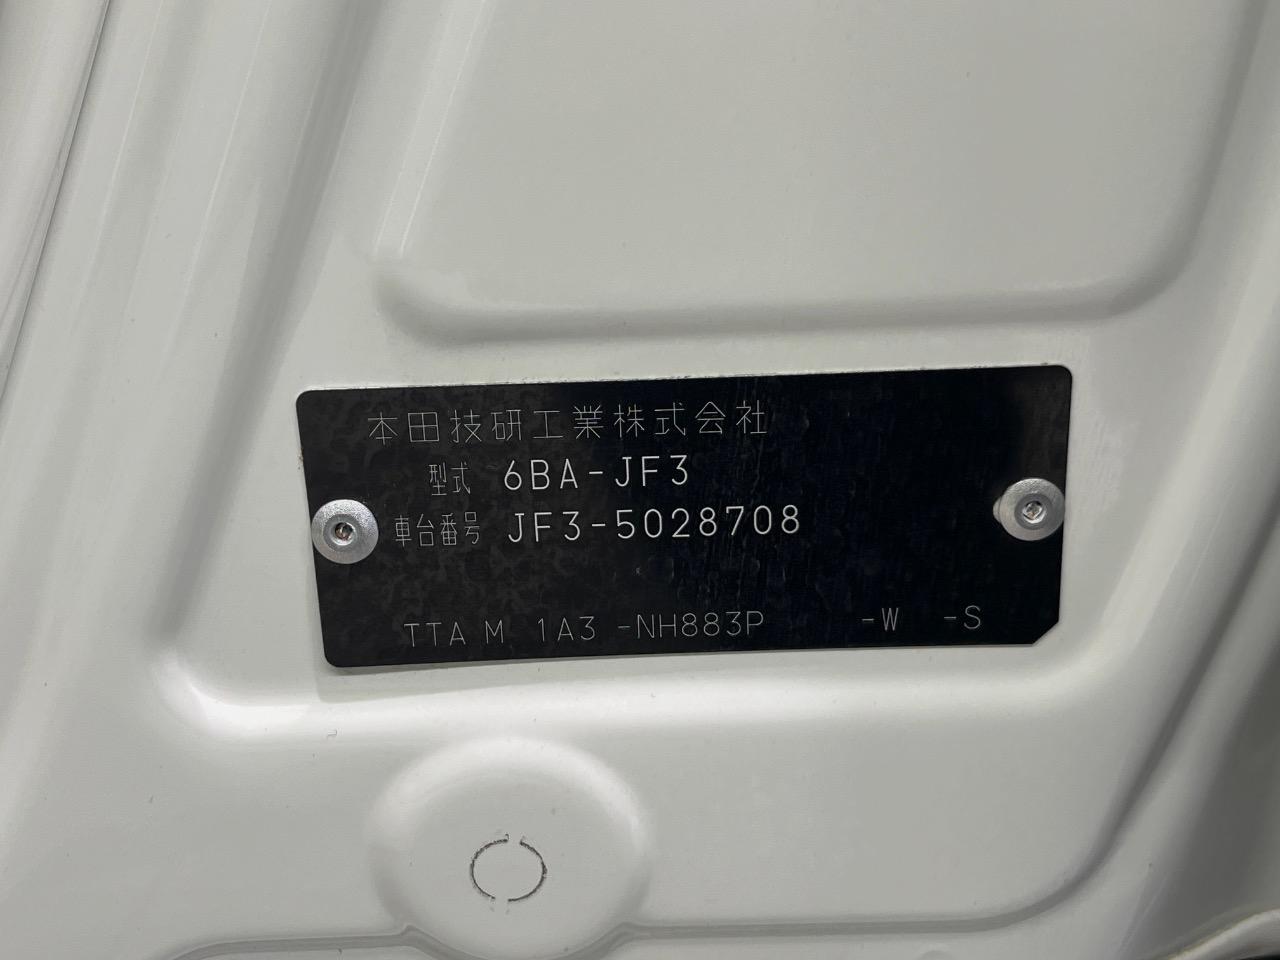 本田技研工業株式会社
型式 6BA-JF3
車台番号 JF3-5028708
TTA M 1A3 -NH883P -W -S